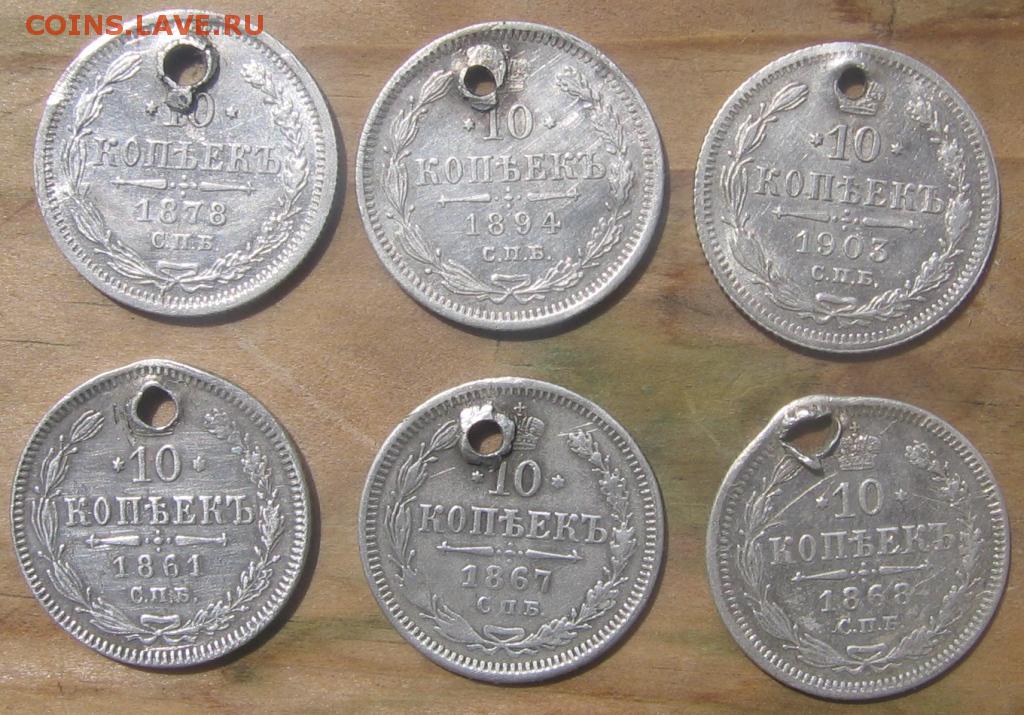 COINS.LAVE.RU
10
КОПѢЕКЪ
1878
С.П.Б
10
КОПѢЕКЪ
1894
С.П.Б.
10
КОПѢЕКЪ
1903
С.П.Б.
10
КОПѢЕКЪ
1861
С.П.Б.
10
КОПѢЕКЪ
1867
С П Б
10
КОПѢЕКЪ
1868
С.П.Б